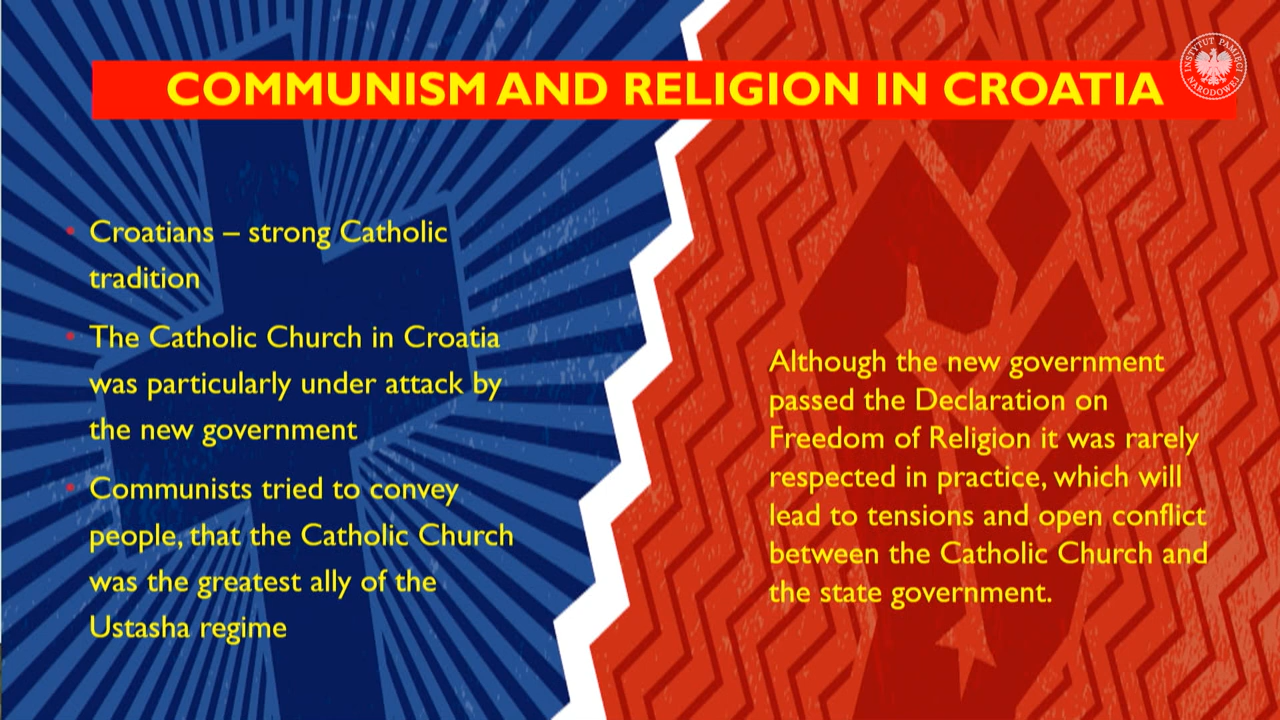 COMMUNISM AND RELIGION IN CROATIA
INSTYTUT PAMIĘCI
NARODOWEJ
• Croatians – strong Catholic
tradition
• The Catholic Church in Croatia
was particularly under attack by
the new government
• Communists tried to convey
people, that the Catholic Church
was the greatest ally of the
Ustasha regime
Although the new government
passed the Declaration on
Freedom of Religion it was rarely
respected in practice, which will
lead to tensions and open conflict
between the Catholic Church and
the state government.